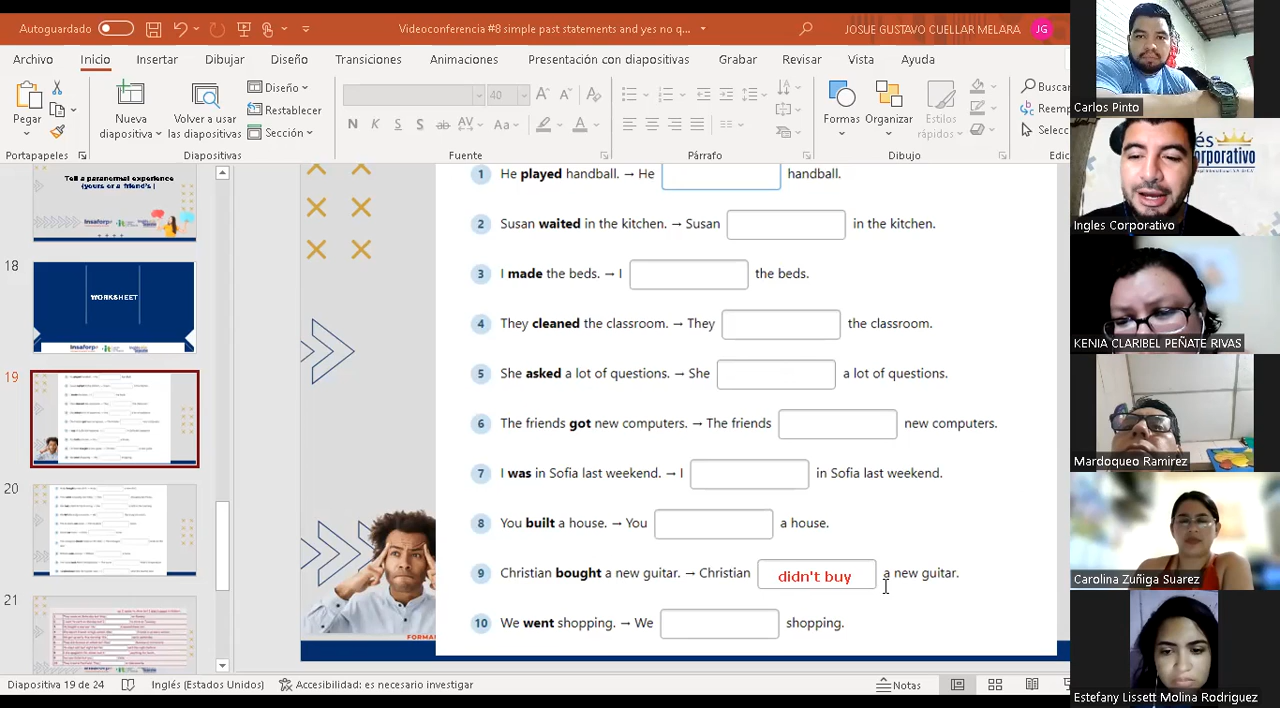 Autoguardado
Videoconferencia #8 simple past statements and yes no q...
JOSUE GUSTAVO CUELLAR MELARA
JG
Archivo Inicio Insertar Dibujar Diseño Transiciones Animaciones Presentación con diapositivas Grabar Revisar Vista Ayuda
Pegar
Nueva diapositiva
Volver a usar las diapositivas
Diseño
Restablecer
Sección
40
N K S S ab AV Aa
Formas
Organizar
Estilos rápidos
Buscar
Reemp
Selecc
Portapapeles Diapositivas Fuente Párrafo Dibujo Edic
Tell a paranormal experience
(yours or a friend's)
18
WORKSHEET
19
20
21
1 He played handball. → He handball.
2 Susan waited in the kitchen. → Susan in the kitchen.
3 I made the beds. → I the beds.
4 They cleaned the classroom. → They the classroom.
5 She asked a lot of questions. → She a lot of questions.
6 The friends got new computers. → The friends new computers.
7 I was in Sofia last weekend. → I in Sofia last weekend.
8 You built a house. → You a house.
9 Christian bought a new guitar. → Christian didn't buy a new guitar.
10 We went shopping. → We shopping.
FORMAN
Diapositiva 19 de 24 Inglés (Estados Unidos) Accesibilidad: es necesario investigar Notas
Carlos Pinto
Ingles Corporativo
KENIA CLARIBEL PEÑATE RIVAS
Mardoqueo Ramirez
Carolina Zuñiga Suarez
Estefany Lissett Molina Rodriguez